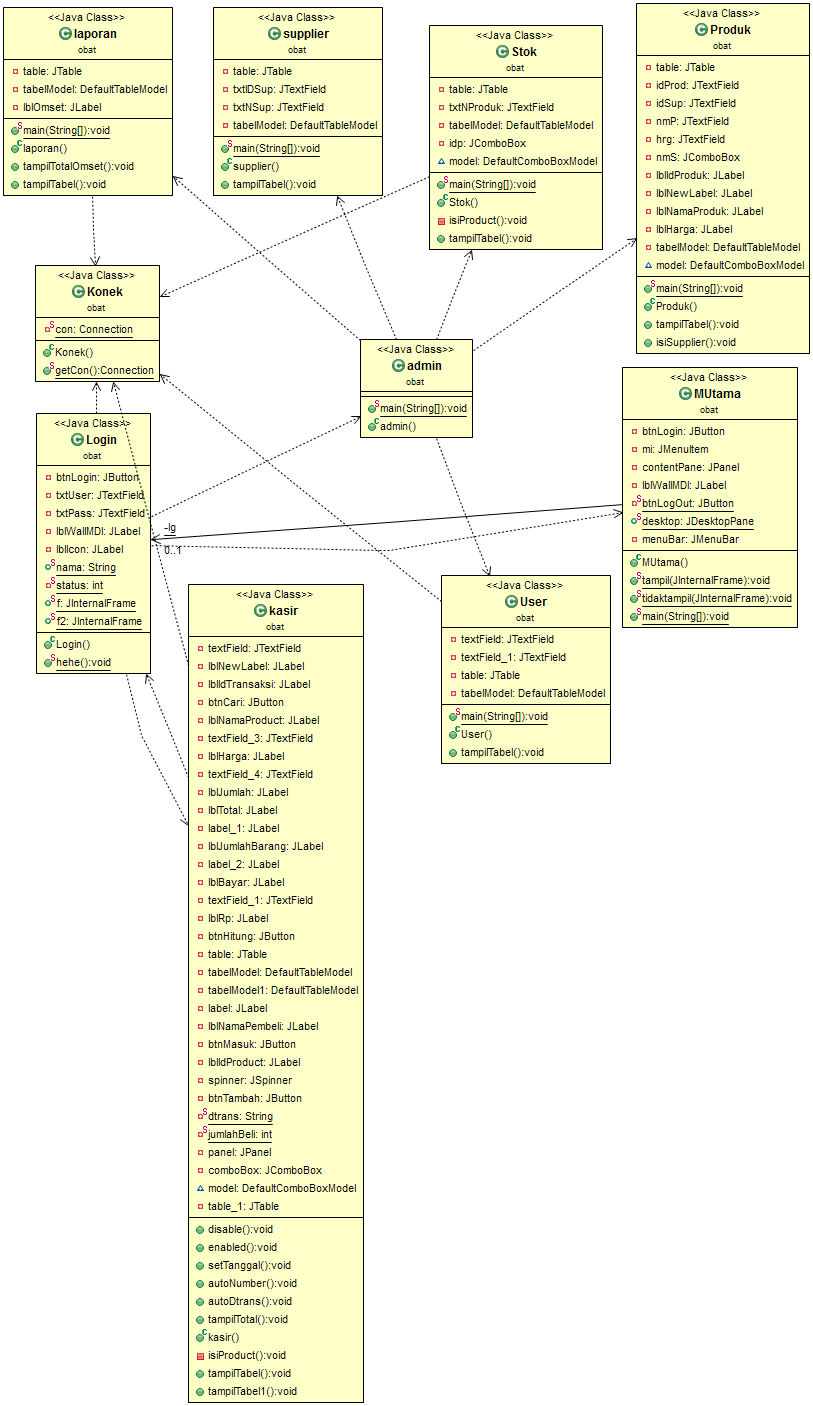 <<Java Class>>
laporan
obat
table: JTable
tabelModel: DefaultTableModel
lblOmset: JLabel
main(String[]):void
laporan()
tampilTotalOmset():void
tampilTabel():void
<<Java Class>>
supplier
obat
table: JTable
txtIDSup: JTextField
txtNSup: JTextField
tabelModel: DefaultTableModel
main(String[]):void
supplier()
tampilTabel():void
<<Java Class>>
Stok
obat
table: JTable
txtNProduk: JTextField
tabelModel: DefaultTableModel
idp: JComboBox
model: DefaultComboBoxModel
main(String[]):void
Stok()
isiProduct():void
tampilTabel():void
<<Java Class>>
Produk
obat
table: JTable
idProd: JTextField
idSup: JTextField
nmP: JTextField
hrg: JTextField
nmS: JComboBox
lblIdProduk: JLabel
lblNewLabel: JLabel
lblNamaProduk: JLabel
lblHarga: JLabel
tabelModel: DefaultTableModel
model: DefaultComboBoxModel
main(String[]):void
Produk()
tampilTabel():void
isiSupplier():void
<<Java Class>>
Konek
obat
con: Connection
Konek()
getCon():Connection
<<Java Class>>
admin
obat
main(String[]):void
admin()
<<Java Class>>
MUtama
obat
btnLogin: JButton
mi: JMenuItem
contentPane: JPanel
lblWallMDI: JLabel
btnLogOut: JButton
desktop: JDesktopPane
menuBar: JMenuBar
MUtama()
tampil(JInternalFrame):void
tidaktampil(JInternalFrame):void
main(String[]):void
<<Java Class>>
Login
obat
btnLogin: JButton
txtUser: JTextField
txtPass: JTextField
lblWallMDI: JLabel
lblIcon: JLabel
nama: String
status: int
f: JInternalFrame
f2: JInternalFrame
Login()
hehe():void
-lg
0..1
<<Java Class>>
User
obat
textField: JTextField
textField_1: JTextField
table: JTable
tabelModel: DefaultTableModel
main(String[]):void
User()
tampilTabel():void
<<Java Class>>
kasir
obat
textField: JTextField
lblNewLabel: JLabel
lblIdTransaksi: JLabel
btnCari: JButton
lblNamaProduct: JLabel
textField_3: JTextField
lblHarga: JLabel
textField_4: JTextField
lblJumlah: JLabel
lblTotal: JLabel
label_1: JLabel
lblJumlahBarang: JLabel
label_2: JLabel
lblBayar: JLabel
textField_1: JTextField
lblRp: JLabel
btnHitung: JButton
table: JTable
tabelModel: DefaultTableModel
tabelModel1: DefaultTableModel
label: JLabel
lblNamaPembeli: JLabel
btnMasuk: JButton
lblIdProduct: JLabel
spinner: JSpinner
btnTambah: JButton
dtrans: String
jumlahBeli: int
panel: JPanel
comboBox: JComboBox
model: DefaultComboBoxModel
table_1: JTable
disable():void
enabled():void
setTanggal():void
autoNumber():void
autoDtrans():void
tampilTotal():void
kasir()
isiProduct():void
tampilTabel():void
tampilTabel1():void